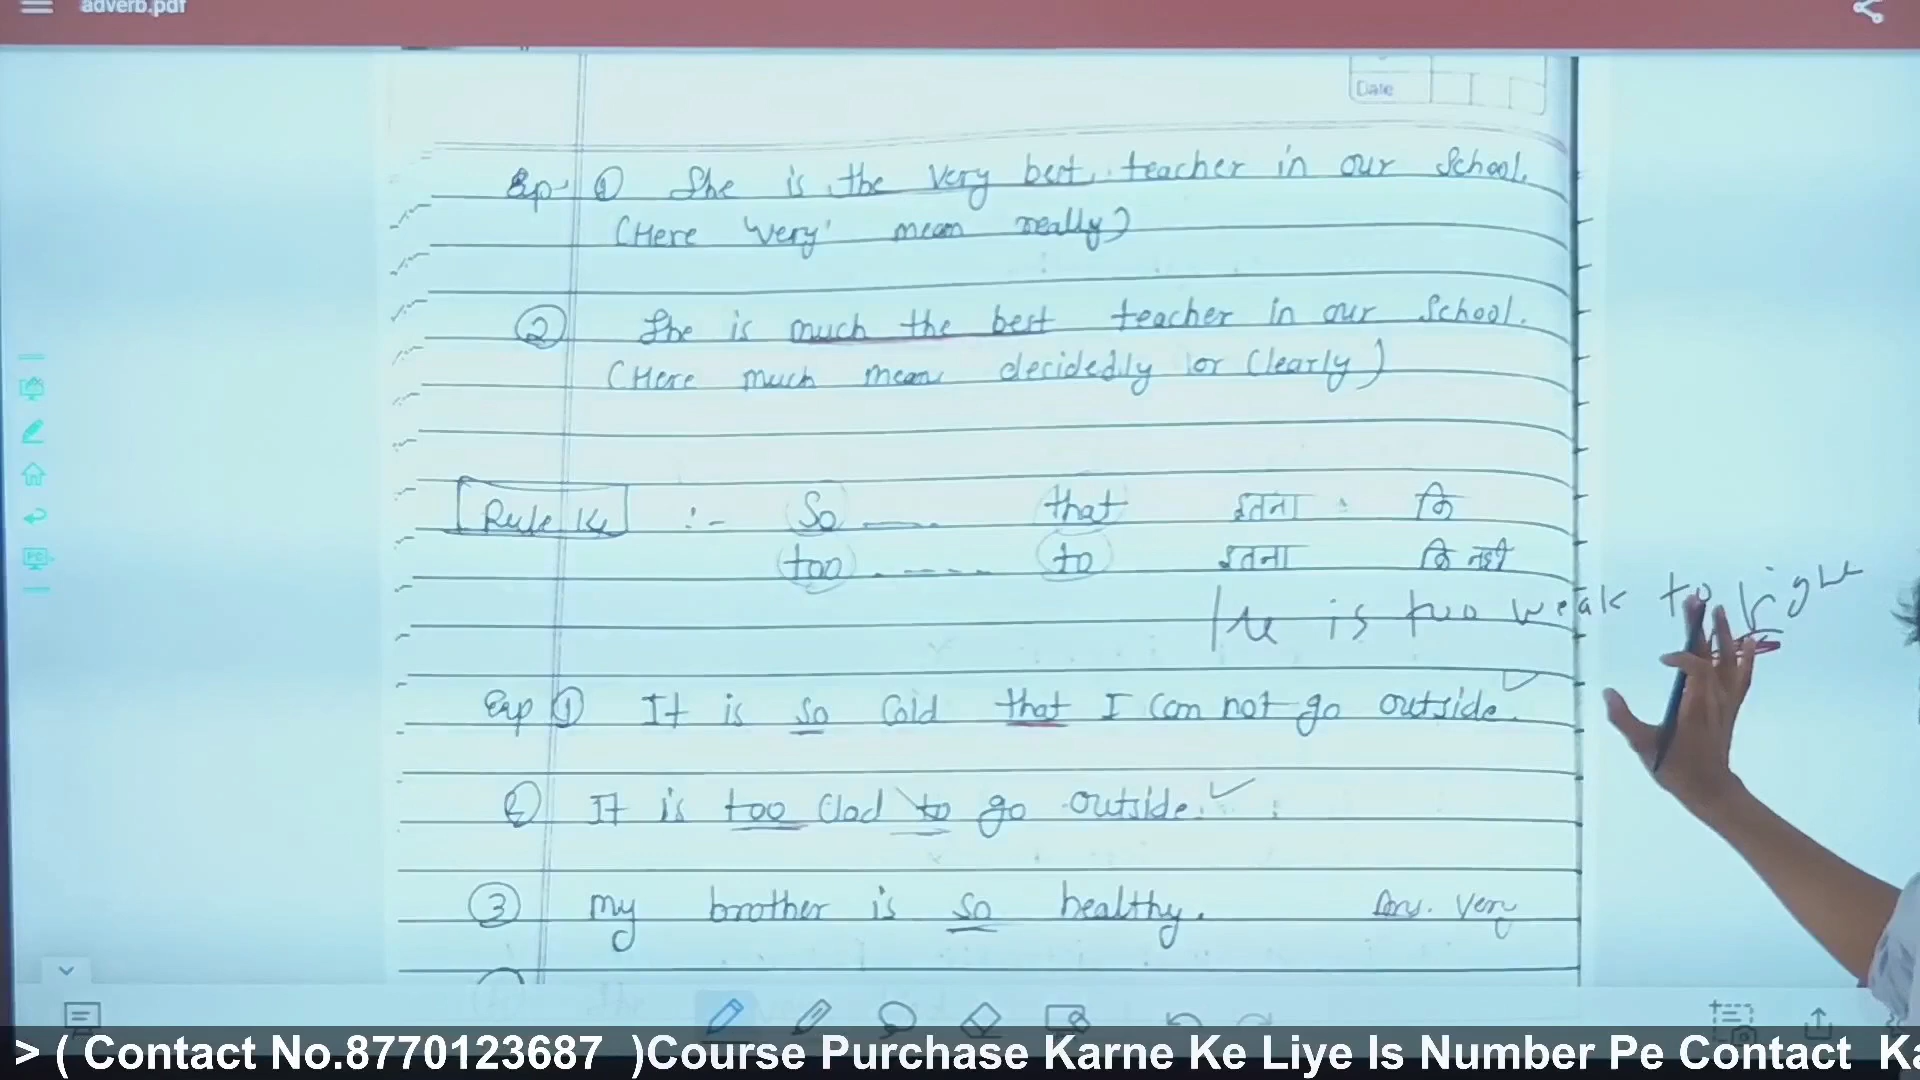 adverb.pdf
Date
Exp. ① She is the very best teacher in our School.
(Here 'very' mean really)
② She is much the best teacher in our School.
(Here much mean decidedly or Clearly)
Rule :- So ---- that इतना : कि
too ----- to इतना कि नही
He is too weak to
Exp ① It is so Cold that I can not go outside.
② It is too Clod to go outside.
③ my brother is so healthy. Ans. Very
> ( Contact No.8770123687 )Course Purchase Karne Ke Liye Is Number Pe Contact